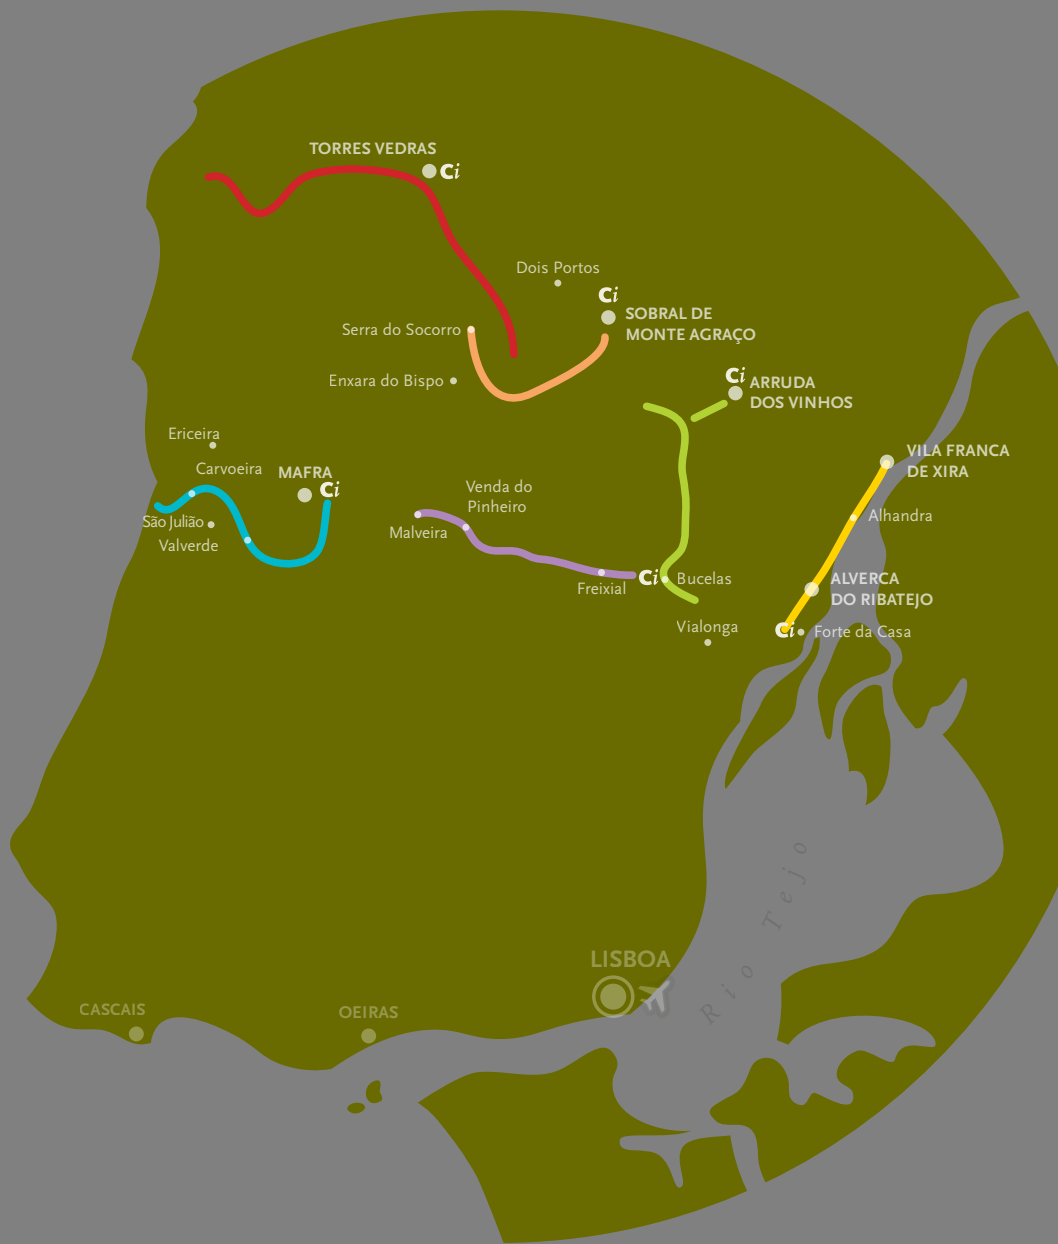 TORRES VEDRAS
Ci
Dois Portos
Ci
SOBRAL DE
MONTE AGRAÇO
Serra do Socorro
Enxara do Bispo
Ci
ARRUDA
DOS VINHOS
Ericeira
Carvoeira
MAFRA
Ci
São Julião
Valverde
VILA FRANCA
DE XIRA
Venda do
Pinheiro
Malveira
Alhandra
Freixial
Ci
Bucelas
ALVERCA
DO RIBATEJO
Vialonga
Ci
Forte da Casa
Rio Tejo
LISBOA
CASCAIS
OEIRAS